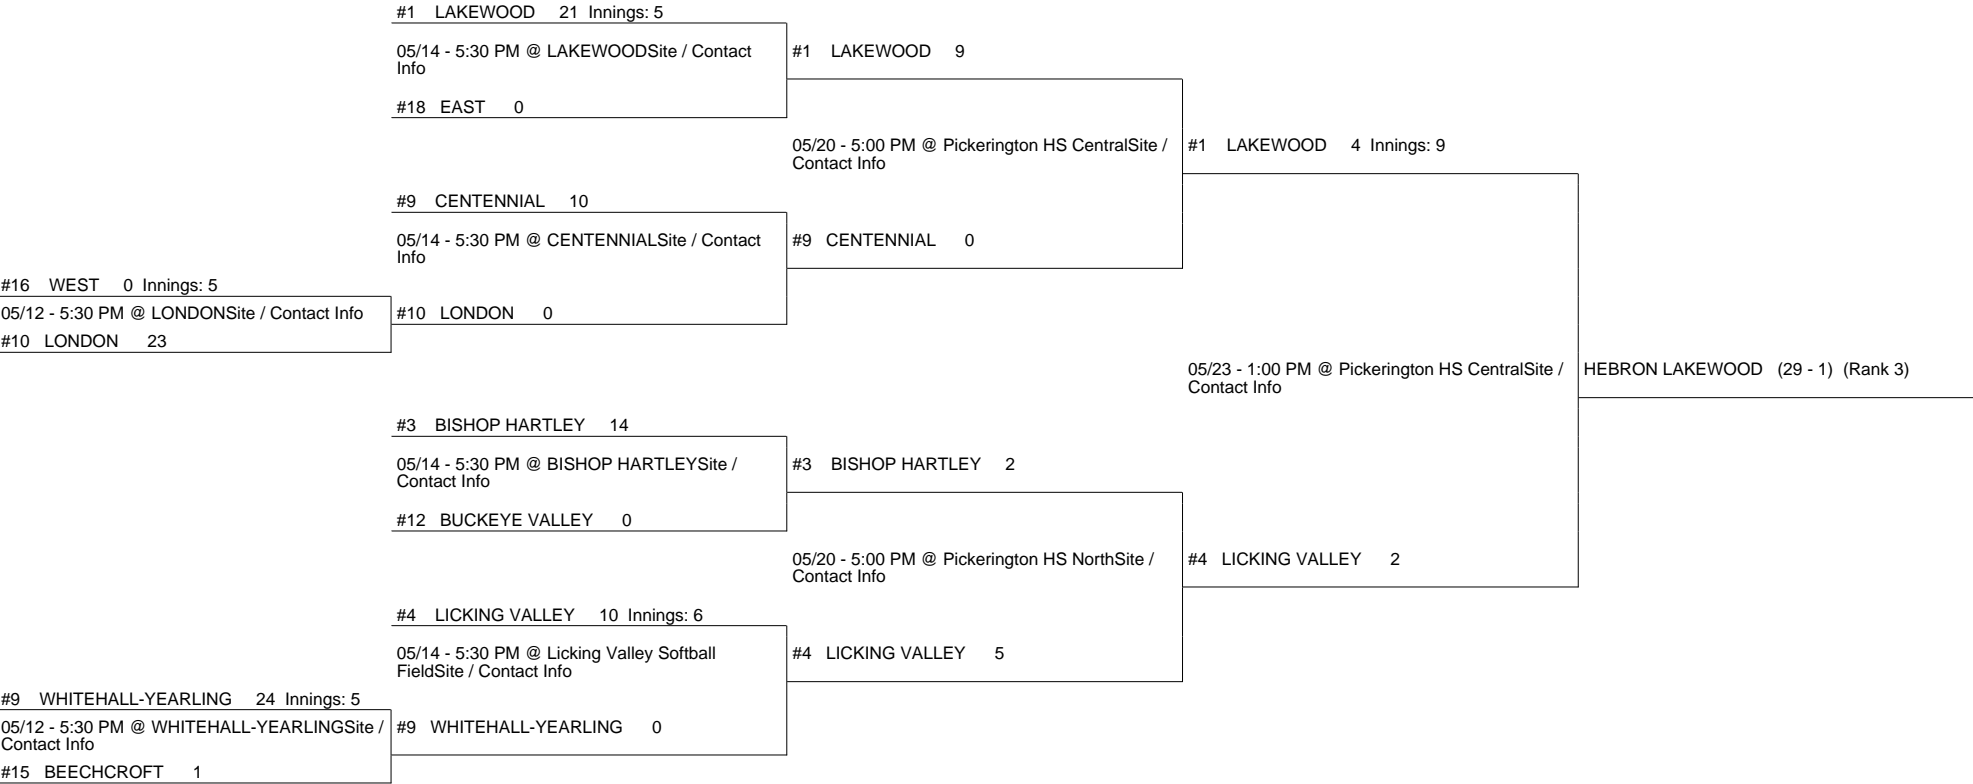 #1 LAKEWOOD 21 Innings: 5
05/14 - 5:30 PM @ LAKEWOODSite / Contact
Info
#18 EAST 0
#1 LAKEWOOD 9
05/20 - 5:00 PM @ Pickerington HS CentralSite /
Contact Info
#1 LAKEWOOD 4 Innings: 9
#9 CENTENNIAL 10
05/14 - 5:30 PM @ CENTENNIALSite / Contact
Info
#9 CENTENNIAL 0
#16 WEST 0 Innings: 5
05/12 - 5:30 PM @ LONDONSite / Contact Info
#10 LONDON 23
#10 LONDON 0
05/23 - 1:00 PM @ Pickerington HS CentralSite /
Contact Info
HEBRON LAKEWOOD (29 - 1) (Rank 3)
#3 BISHOP HARTLEY 14
05/14 - 5:30 PM @ BISHOP HARTLEYSite /
Contact Info
#12 BUCKEYE VALLEY 0
#3 BISHOP HARTLEY 2
05/20 - 5:00 PM @ Pickerington HS NorthSite /
Contact Info
#4 LICKING VALLEY 2
#4 LICKING VALLEY 10 Innings: 6
05/14 - 5:30 PM @ Licking Valley Softball
FieldSite / Contact Info
#4 LICKING VALLEY 5
#9 WHITEHALL-YEARLING 24 Innings: 5
05/12 - 5:30 PM @ WHITEHALL-YEARLINGSite /
Contact Info
#15 BEECHCROFT 1
#9 WHITEHALL-YEARLING 0